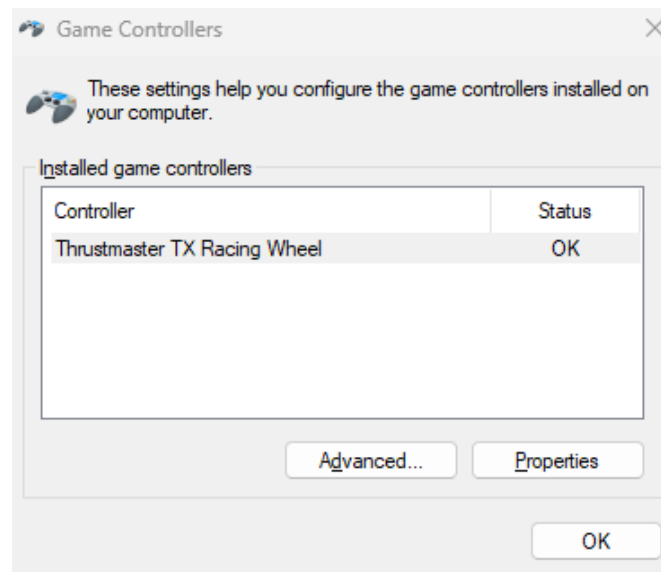 Game Controllers
These settings help you configure the game controllers installed on
your computer.
Installed game controllers
Controller Status
Thrustmaster TX Racing Wheel OK
Advanced... Properties
OK